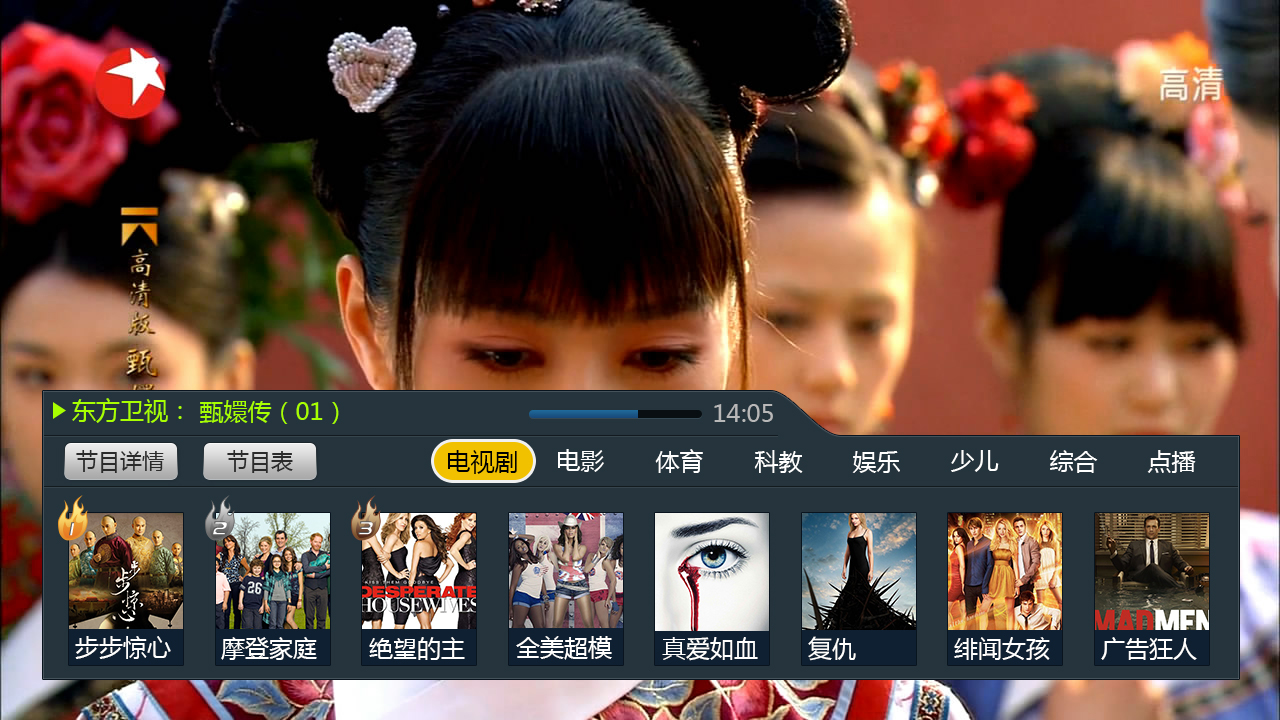 高清
高清版 甄
东方卫视： 甄嬛传（01）
14:05
节目详情
节目表
电视剧
电影
体育
科教
娱乐
少儿
综合
点播
1
2
3
步步惊心
KISS THEM GOODBYE
DESPERATE
HOUSEWIVES
26
MAD MEN
步步惊心
摩登家庭
绝望的主
全美超模
真爱如血
复仇
绯闻女孩
广告狂人